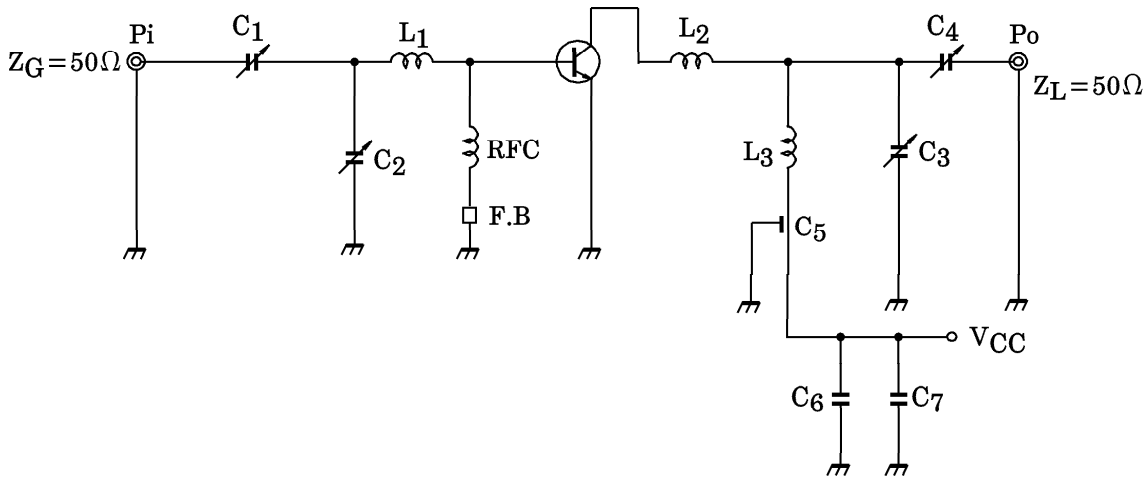 Pi
C1
L1
L2
C4
Po
ZG=50Ω
ZL=50Ω
C2
RFC
L3
C3
F.B
C5
VCC
C6
C7